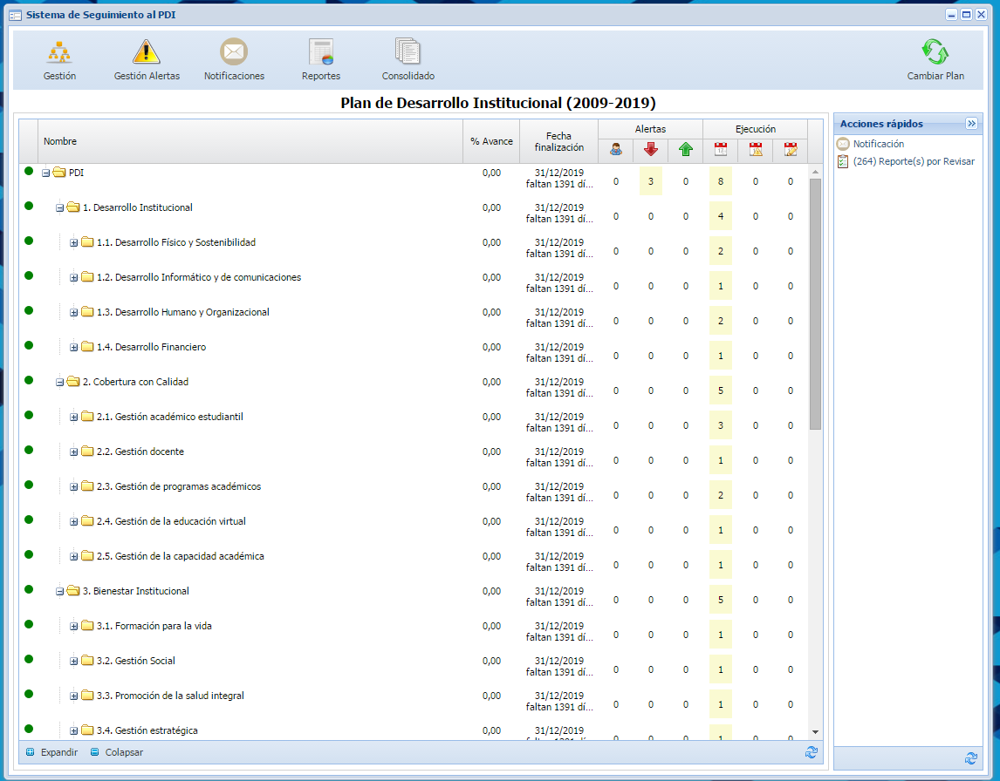 Sistema de Seguimiento al PDI
Gestión Gestión Alertas Notificaciones Reportes Consolidado Cambiar Plan
Plan de Desarrollo Institucional (2009-2019)
Nombre % Avance Fecha finalización Alertas Ejecución
PDI 0,00 31/12/2019 0 3 0 8 0 0
faltan 1391 dí...
1. Desarrollo Institucional 0,00 31/12/2019 0 0 0 4 0 0
faltan 1391 dí...
1.1. Desarrollo Físico y Sostenibilidad 0,00 31/12/2019 0 0 0 2 0 0
faltan 1391 dí...
1.2. Desarrollo Informático y de comunicaciones 0,00 31/12/2019 0 0 0 1 0 0
faltan 1391 dí...
1.3. Desarrollo Humano y Organizacional 0,00 31/12/2019 0 0 0 2 0 0
faltan 1391 dí...
1.4. Desarrollo Financiero 0,00 31/12/2019 0 0 0 1 0 0
faltan 1391 dí...
2. Cobertura con Calidad 0,00 31/12/2019 0 0 0 5 0 0
faltan 1391 dí...
2.1. Gestión académico estudiantil 0,00 31/12/2019 0 0 0 3 0 0
faltan 1391 dí...
2.2. Gestión docente 0,00 31/12/2019 0 0 0 1 0 0
faltan 1391 dí...
2.3. Gestión de programas académicos 0,00 31/12/2019 0 0 0 2 0 0
faltan 1391 dí...
2.4. Gestión de la educación virtual 0,00 31/12/2019 0 0 0 1 0 0
faltan 1391 dí...
2.5. Gestión de la capacidad académica 0,00 31/12/2019 0 0 0 1 0 0
faltan 1391 dí...
3. Bienestar Institucional 0,00 31/12/2019 0 0 0 5 0 0
faltan 1391 dí...
3.1. Formación para la vida 0,00 31/12/2019 0 0 0 1 0 0
faltan 1391 dí...
3.2. Gestión Social 0,00 31/12/2019 0 0 0 1 0 0
faltan 1391 dí...
3.3. Promoción de la salud integral 0,00 31/12/2019 0 0 0 1 0 0
faltan 1391 dí...
3.4. Gestión estratégica 0,00 31/12/2019 0 0 0 1 0 0
Expandir Colapsar
Acciones rápidos
Notificación
(264) Reporte(s) por Revisar